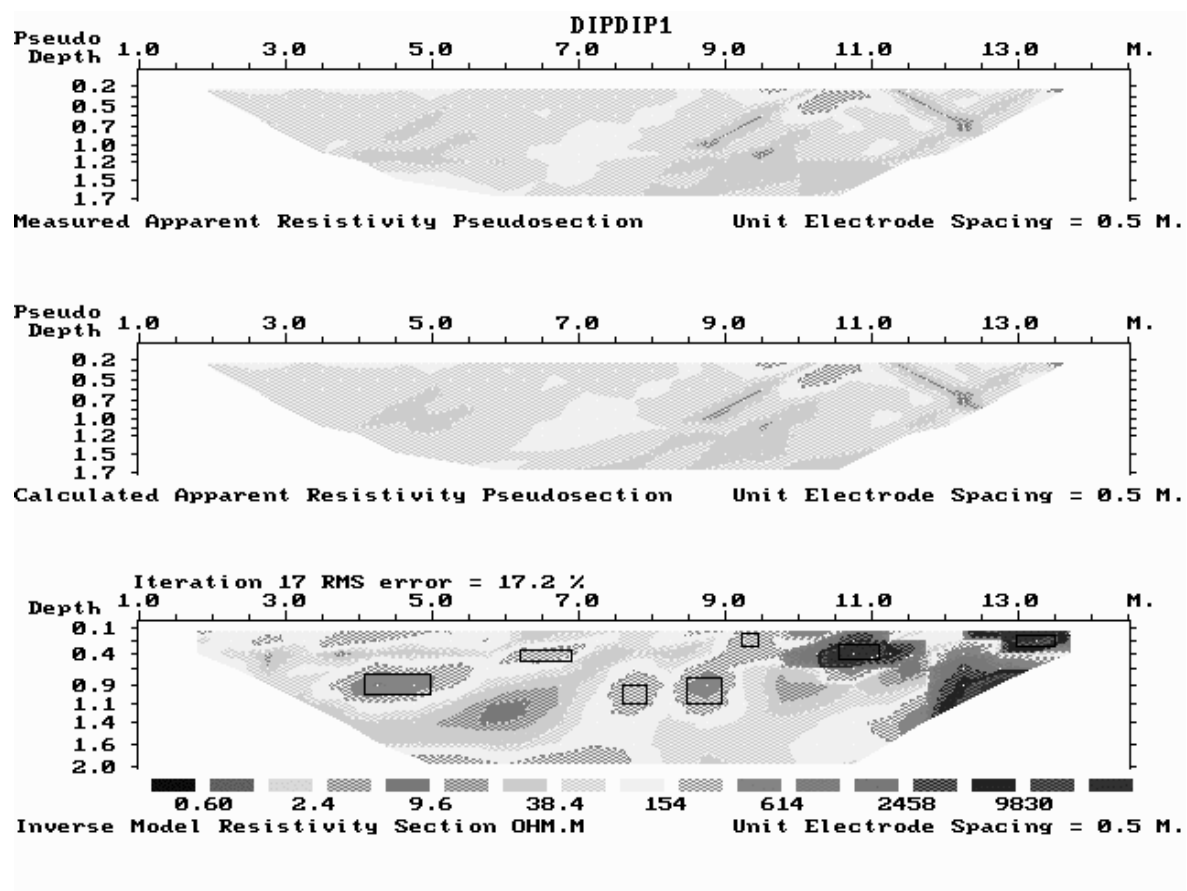 DIPDIP1
Pseudo
Depth 1.0 3.0 5.0 7.0 9.0 11.0 13.0 M.
0.2
0.5
0.7
1.0
1.2
1.5
1.7
Measured Apparent Resistivity Pseudosection Unit Electrode Spacing = 0.5 M.
Pseudo
Depth 1.0 3.0 5.0 7.0 9.0 11.0 13.0 M.
0.2
0.5
0.7
1.0
1.2
1.5
1.7
Calculated Apparent Resistivity Pseudosection Unit Electrode Spacing = 0.5 M.
Iteration 17 RMS error = 17.2 %
Depth 1.0 3.0 5.0 7.0 9.0 11.0 13.0 M.
0.1
0.4
0.9
1.1
1.4
1.6
2.0
0.60 2.4 9.6 38.4 154 614 2458 9830
Inverse Model Resistivity Section OHM.M Unit Electrode Spacing = 0.5 M.